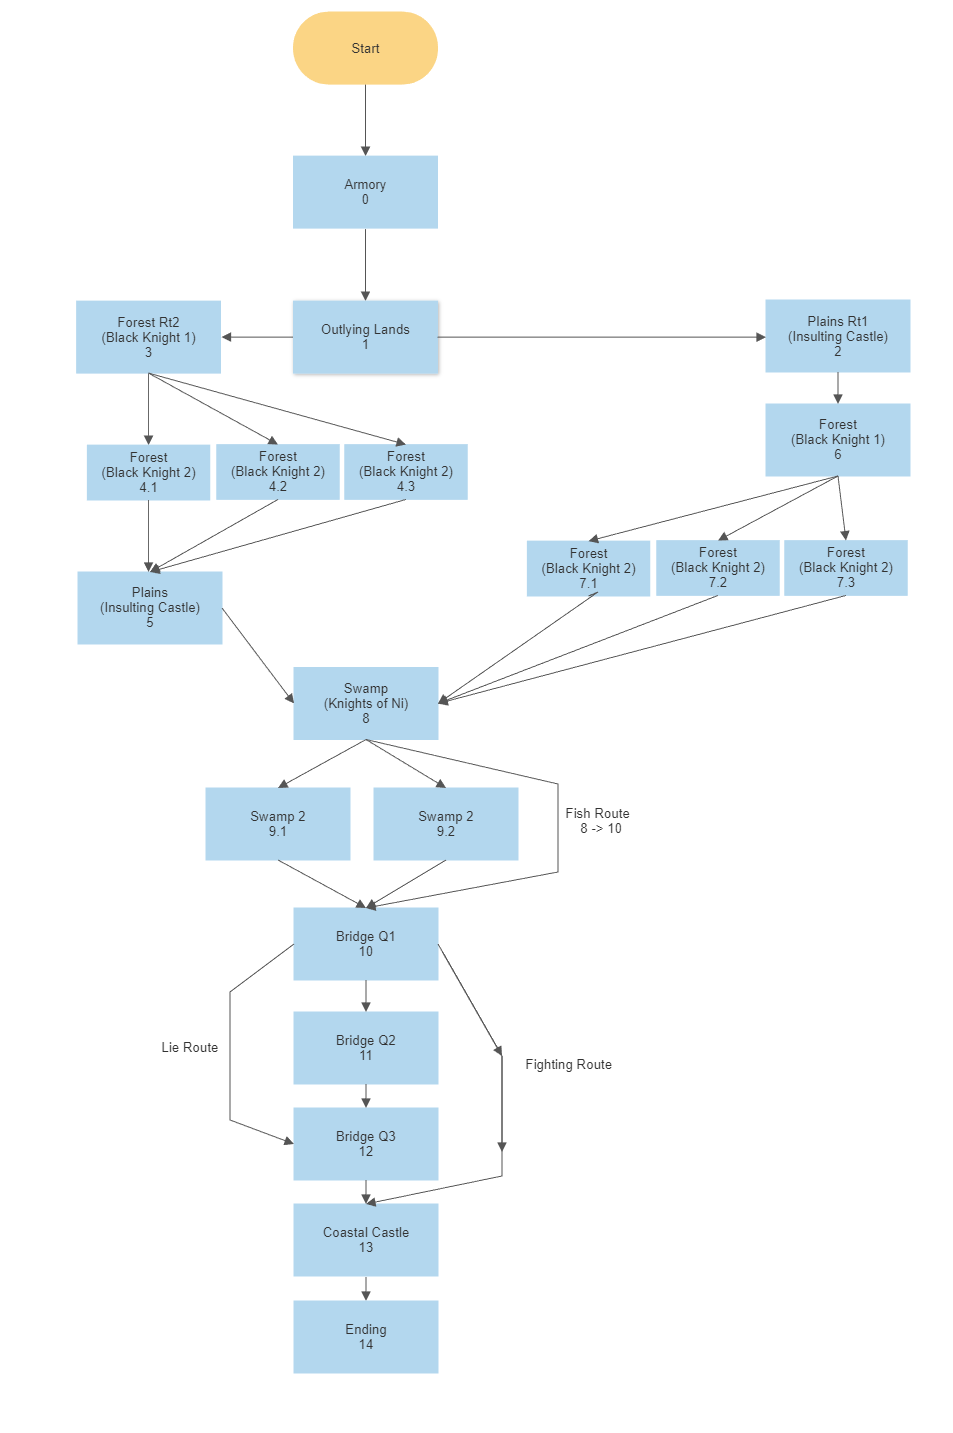 Start
Armory
0
Outlying Lands
1
Forest Rt2
(Black Knight 1)
3
Plains Rt1
(Insulting Castle)
2
Forest
(Black Knight 1)
6
Forest
(Black Knight 2)
4.1
Forest
(Black Knight 2)
4.2
Forest
(Black Knight 2)
4.3
Forest
(Black Knight 2)
7.1
Forest
(Black Knight 2)
7.2
Forest
(Black Knight 2)
7.3
Plains
(Insulting Castle)
5
Swamp
(Knights of Ni)
8
Swamp 2
9.1
Swamp 2
9.2
Fish Route
8 -> 10
Bridge Q1
10
Bridge Q2
11
Lie Route
Fighting Route
Bridge Q3
12
Coastal Castle
13
Ending
14